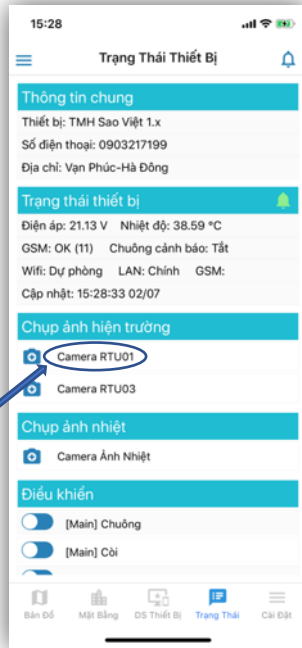 15:28
Trạng Thái Thiết Bị
Thông tin chung
Thiết bị: TMH Sao Việt 1.x
Số điện thoại: 0903217199
Địa chỉ: Vạn Phúc-Hà Đông
Trạng thái thiết bị
Điện áp: 21.13 V Nhiệt độ: 38.59 °C
GSM: OK (11) Chuông cảnh báo: Tắt
Wifi: Dự phòng LAN: Chính GSM:
Cập nhật: 15:28:33 02/07
Chụp ảnh hiện trường
Camera RTU01
Camera RTU03
Chụp ảnh nhiệt
Camera Ảnh Nhiệt
Điều khiển
[Main] Chuông
[Main] Còi
Bản Đồ Mặt Bằng DS Thiết Bị Trạng Thái Cài Đặt